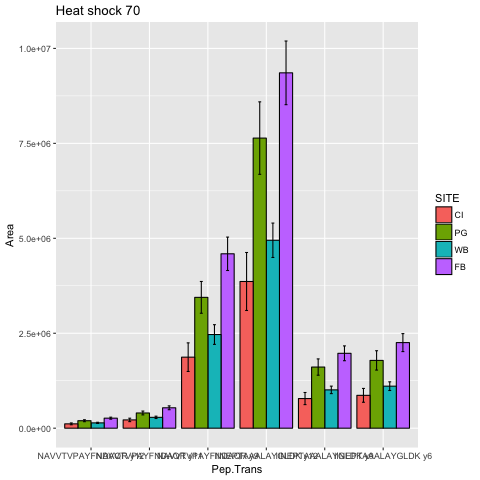 Heat shock 70
Area
1.0e+07
7.5e+06
5.0e+06
2.5e+06
0.0e+00
Pep.Trans
SITE
CI
PG
WB
FB